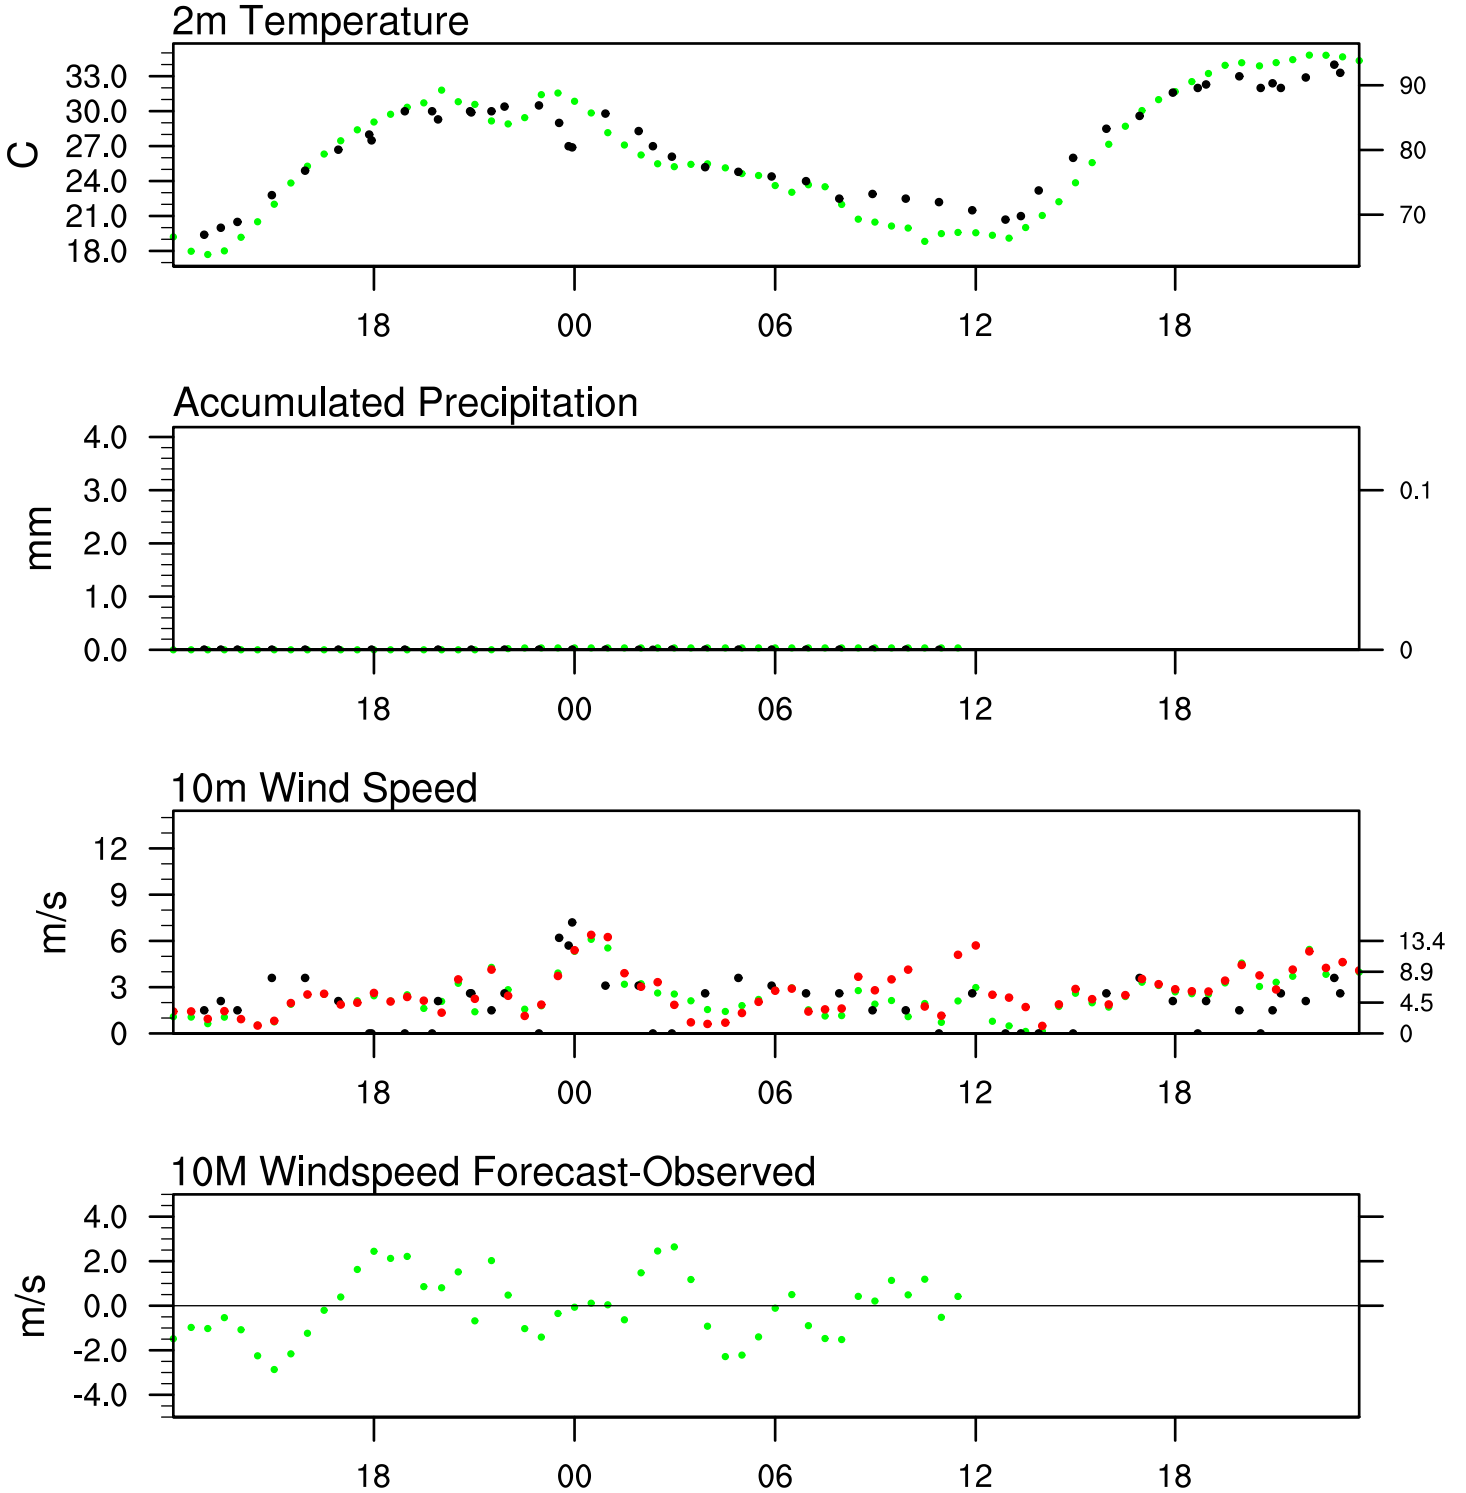 2m Temperature
C
33.0
30.0
27.0
24.0
21.0
18.0
90
80
70
18 00 06 12 18
Accumulated Precipitation
mm
4.0
3.0
2.0
1.0
0.0
0.1
0
18 00 06 12 18
10m Wind Speed
m/s
12
9
6
3
0
13.4
8.9
4.5
0
18 00 06 12 18
10M Windspeed Forecast-Observed
m/s
4.0
2.0
0.0
-2.0
-4.0
18 00 06 12 18